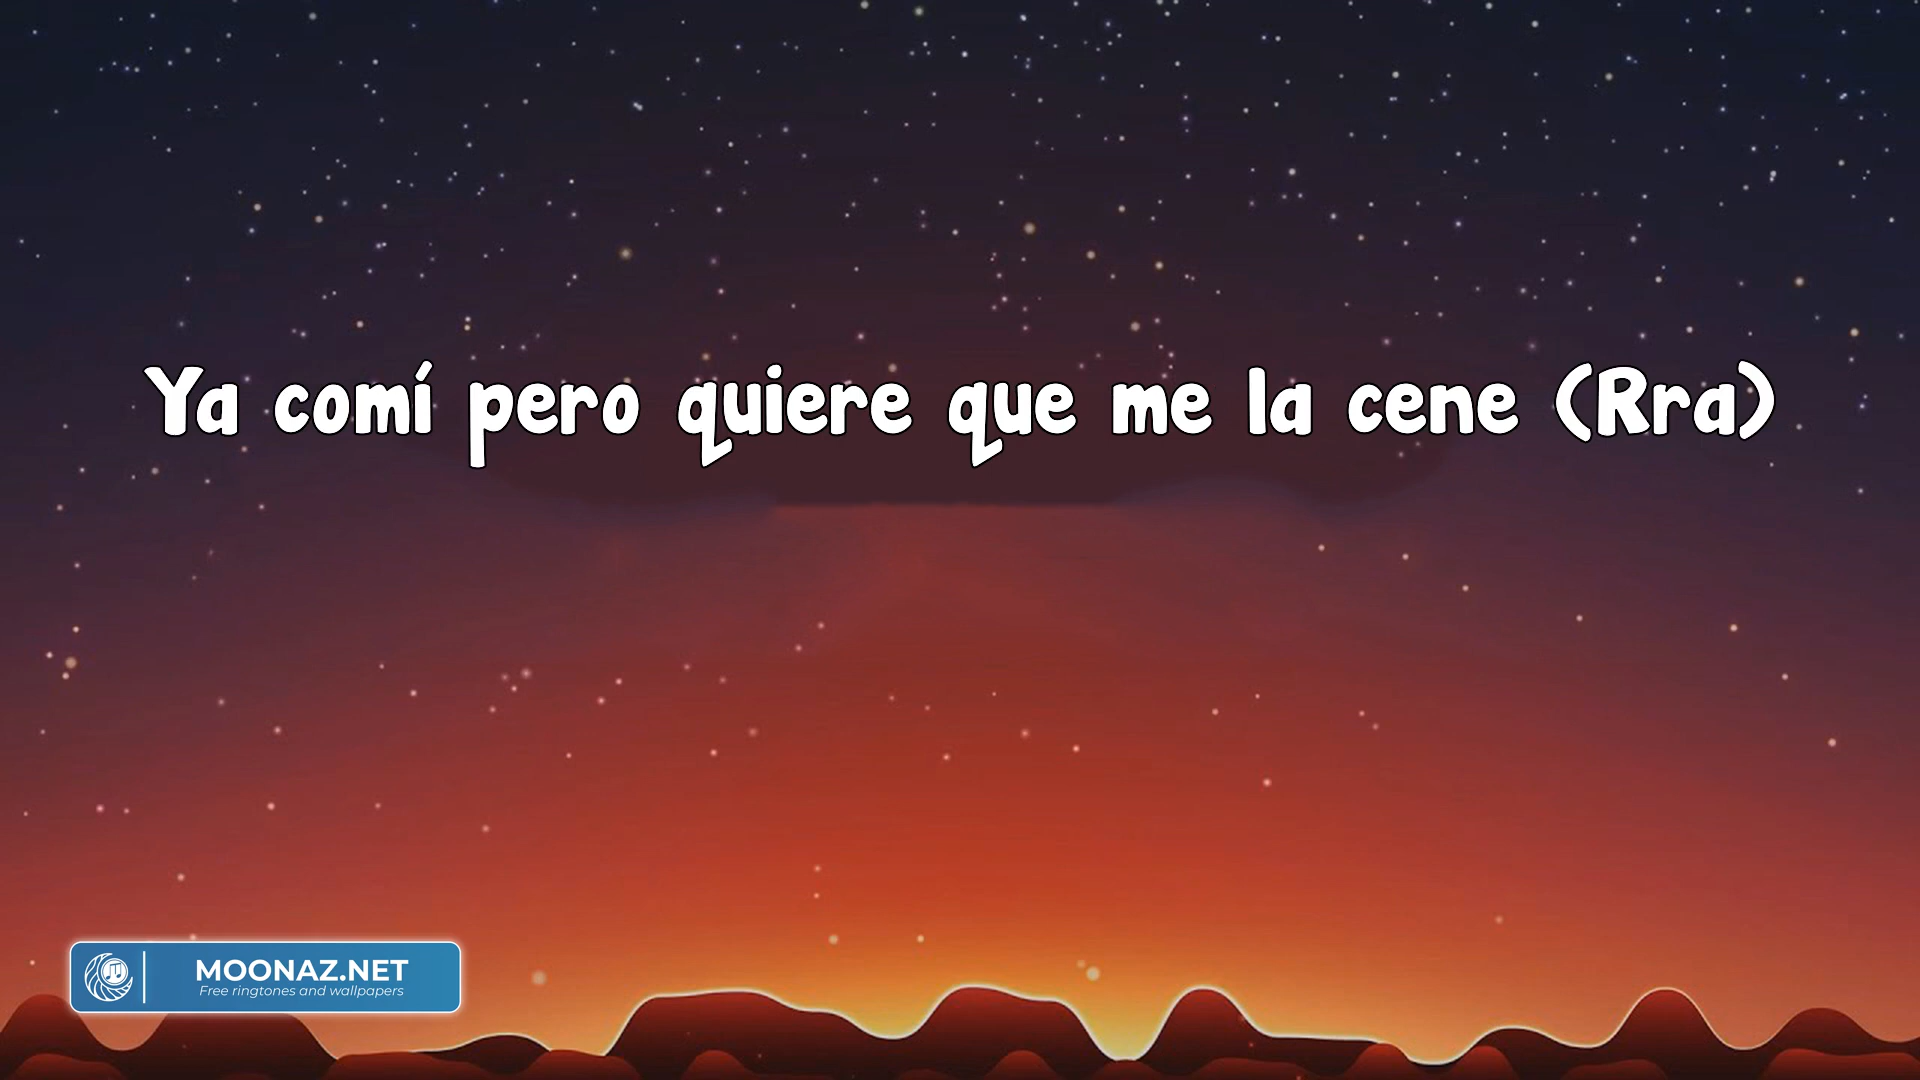 Ya comí pero quiere que me la cene (Rra)
MOONAZ.NET
Free ringtones and wallpapers